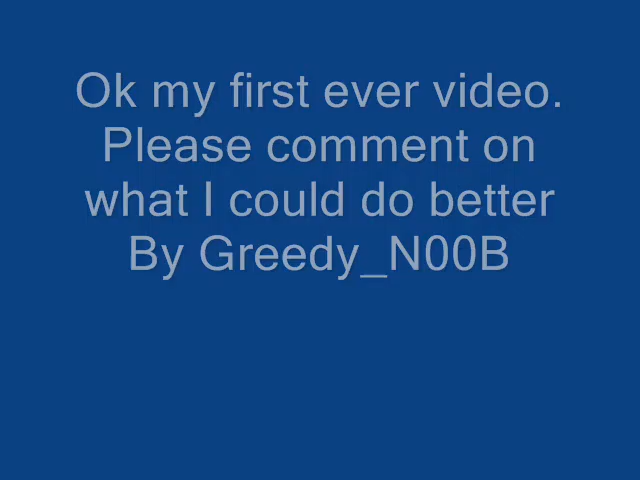 Ok my first ever video.
Please comment on
what I could do better
By Greedy_N00B